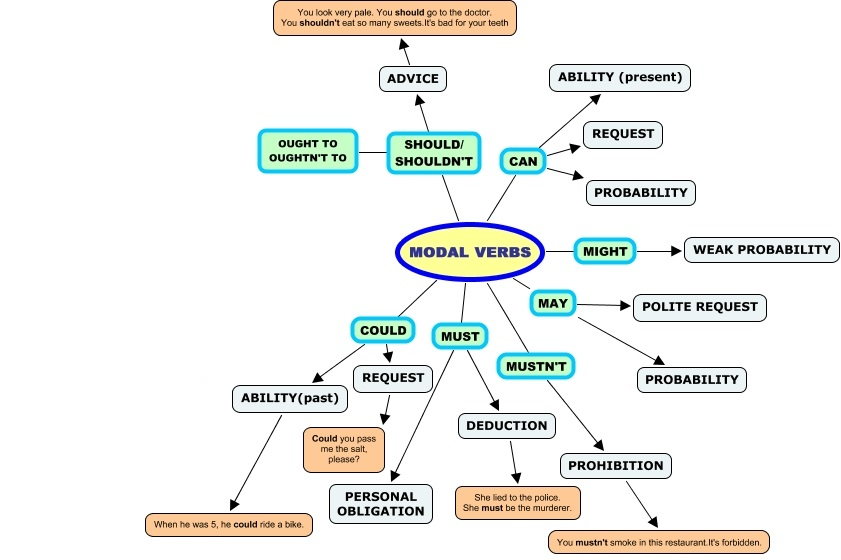 You look very pale. You should go to the doctor.
You shouldn't eat so many sweets.It's bad for your teeth
ADVICE
ABILITY (present)
REQUEST
OUGHT TO
OUGHTN'T TO
SHOULD/
SHOULDN'T
CAN
PROBABILITY
MODAL VERBS
MIGHT
WEAK PROBABILITY
MAY
POLITE REQUEST
COULD
MUST
MUSTN'T
PROBABILITY
REQUEST
ABILITY(past)
DEDUCTION
Could you pass
me the salt,
please?
PROHIBITION
PERSONAL
OBLIGATION
She lied to the police.
She must be the murderer.
When he was 5, he could ride a bike.
You mustn't smoke in this restaurant.It's forbidden.